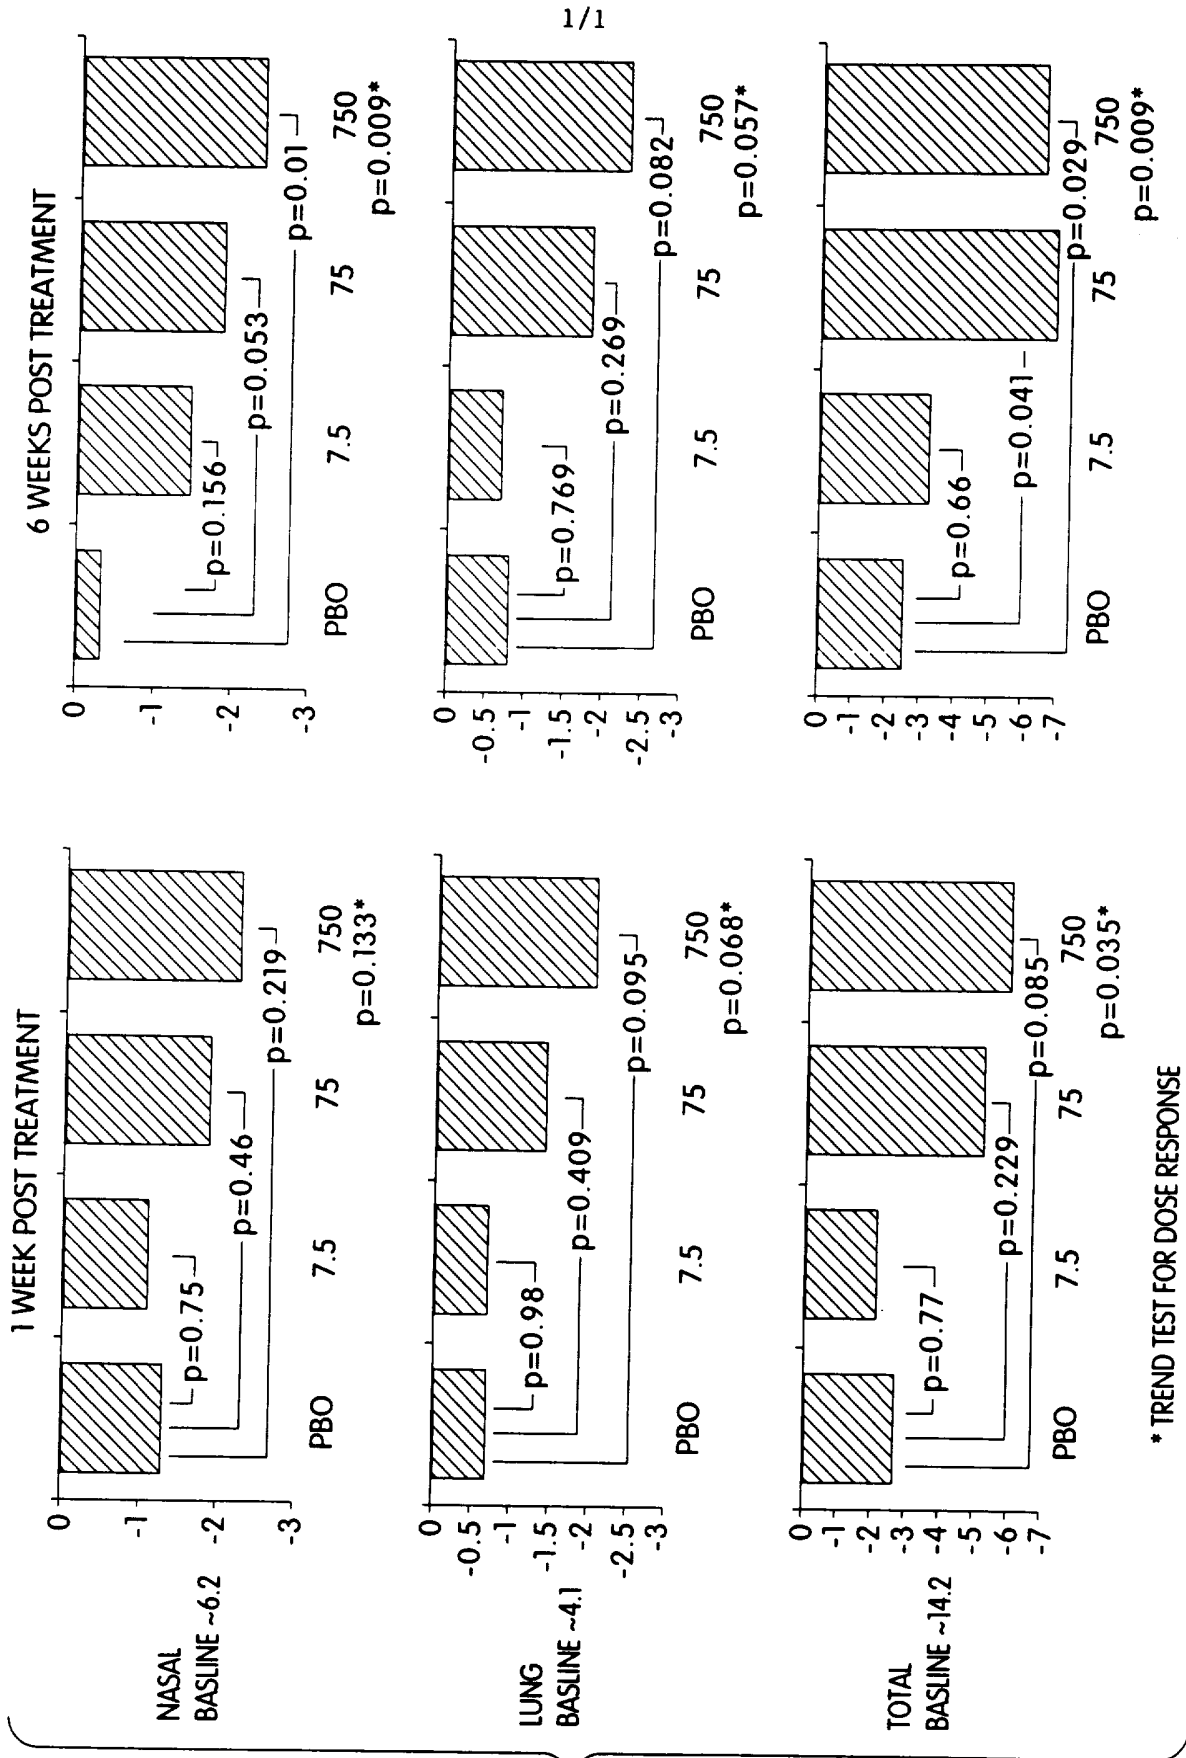 1/1
1 WEEK POST TREATMENT
6 WEEKS POST TREATMENT
NASAL
BASLINE ~6.2
0
-1
-2
-3
p=0.75
p=0.46
p=0.219
PBO
7.5
75
750
p=0.133*
0
-1
-2
-3
p=0.156
p=0.053
p=0.01
PBO
7.5
75
750
p=0.009*
LUNG
BASLINE ~4.1
0
-0.5
-1
-1.5
-2
-2.5
-3
p=0.98
p=0.409
p=0.095
PBO
7.5
75
750
p=0.068*
0
-0.5
-1
-1.5
-2
-2.5
-3
p=0.769
p=0.269
p=0.082
PBO
7.5
75
750
p=0.057*
TOTAL
BASLINE ~14.2
0
-1
-2
-3
-4
-5
-6
-7
p=0.77
p=0.229
p=0.085
PBO
7.5
75
750
p=0.035*
0
-1
-2
-3
-4
-5
-6
-7
p=0.66
p=0.041
p=0.029
PBO
7.5
75
750
p=0.009*
* TREND TEST FOR DOSE RESPONSE